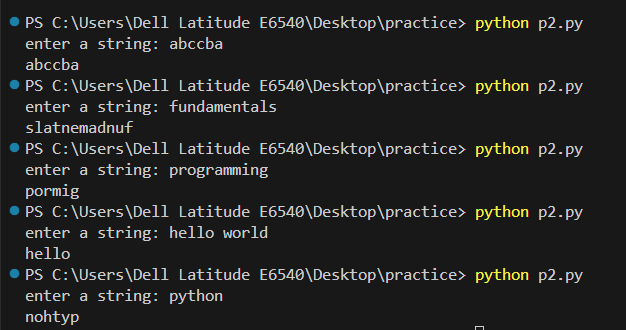 PS C:\Users\Dell Latitude E6540\Desktop\practice> python p2.py
enter a string: abccba
abccba
PS C:\Users\Dell Latitude E6540\Desktop\practice> python p2.py
enter a string: fundamentals
slatnemadnuf
PS C:\Users\Dell Latitude E6540\Desktop\practice> python p2.py
enter a string: programming
pormig
PS C:\Users\Dell Latitude E6540\Desktop\practice> python p2.py
enter a string: hello world
hello
PS C:\Users\Dell Latitude E6540\Desktop\practice> python p2.py
enter a string: python
nohtyp